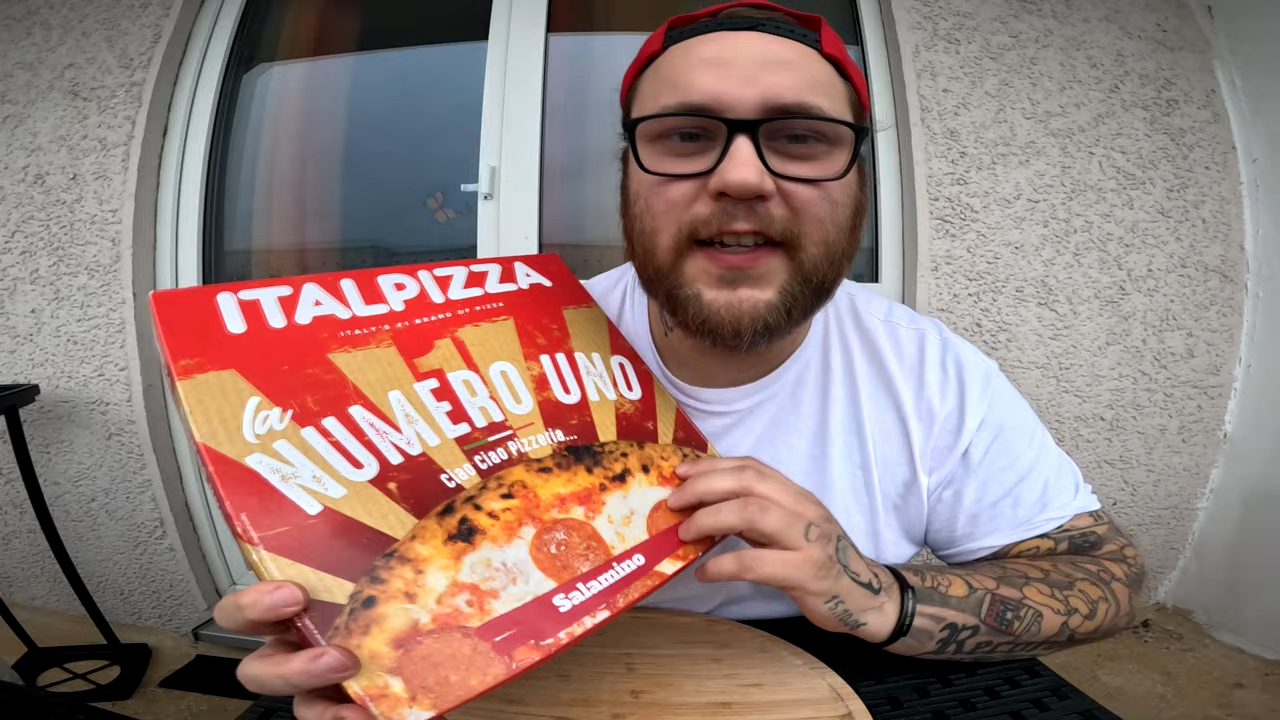 ITALPIZZA
ITALY'S #1 BRAND OF PIZZA
la
NUMERO UNO
Ciao Ciao Pizzeria...
Salamino